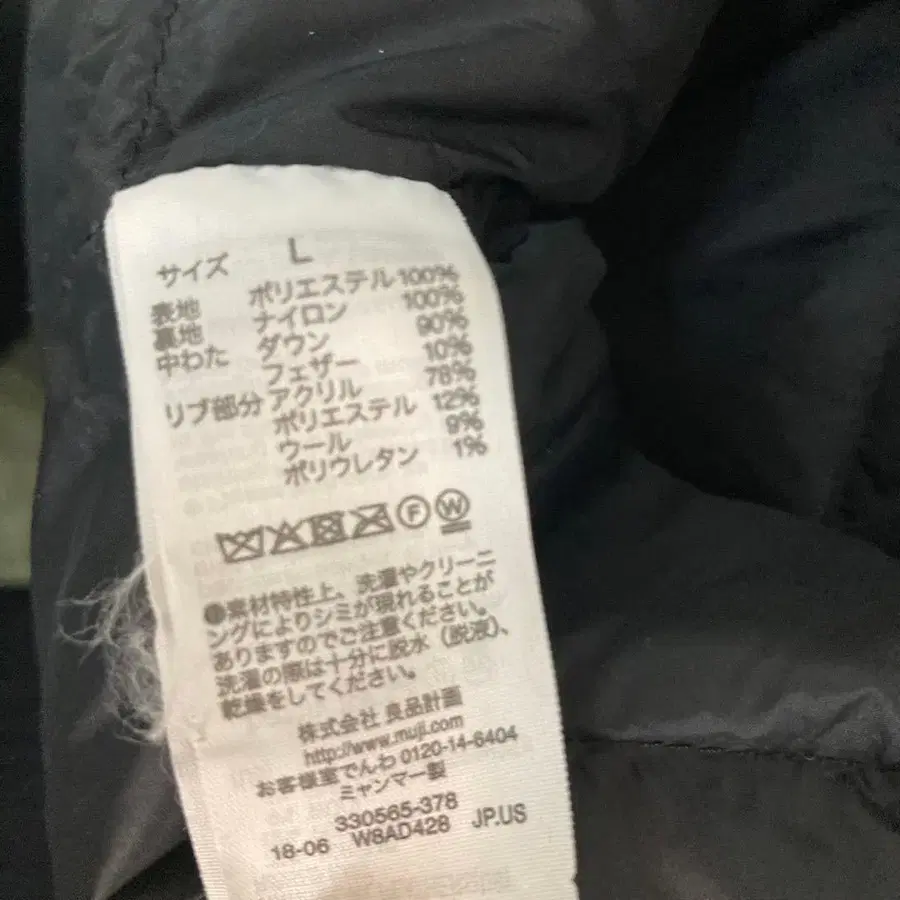 サイズ L
表地 ポリエステル 100%
裏地 ナイロン 100%
中わた ダウン 90%
フェザー 10%
リブ部分 アクリル 78%
ポリエステル 12%
ウール 9%
ポリウレタン 1%
F W
●素材特性上、洗濯やクリーニ
ングによりシミが現れることが
ありますのでご注意ください。
洗濯の際は十分に脱水（脱液）、
乾燥をしてください。
株式会社 良品計画
http://www.muji.com
お客様室でんわ 0120-14-6404
ミャンマー製
330565-378
18-06 W8AD428 JP.US